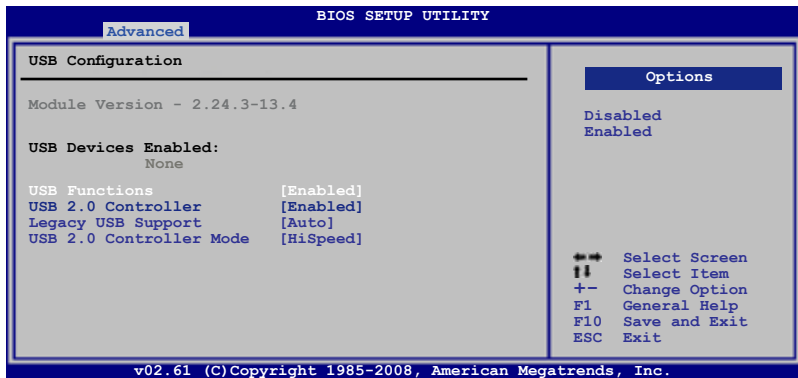 BIOS SETUP UTILITY
Advanced
USB Configuration
Module Version - 2.24.3-13.4
USB Devices Enabled:
None
USB Functions [Enabled]
USB 2.0 Controller [Enabled]
Legacy USB Support [Auto]
USB 2.0 Controller Mode [HiSpeed]
Options
Disabled
Enabled
←→ Select Screen
↑↓ Select Item
+- Change Option
F1 General Help
F10 Save and Exit
ESC Exit
v02.61 (C)Copyright 1985-2008, American Megatrends, Inc.